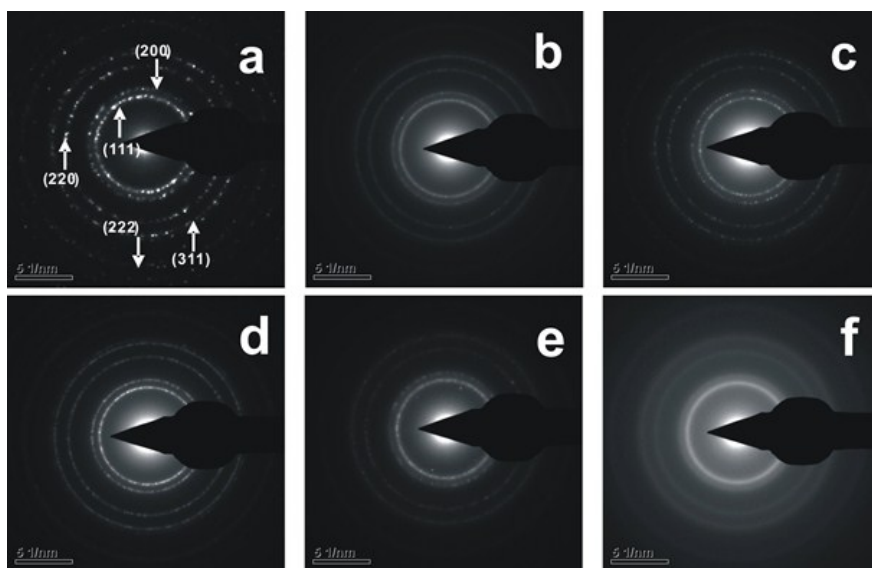 (200)
a
b
c
(111)
(220)
(222)
(311)
5 1/nm
5 1/nm
5 1/nm
d
e
f
5 1/nm
5 1/nm
5 1/nm